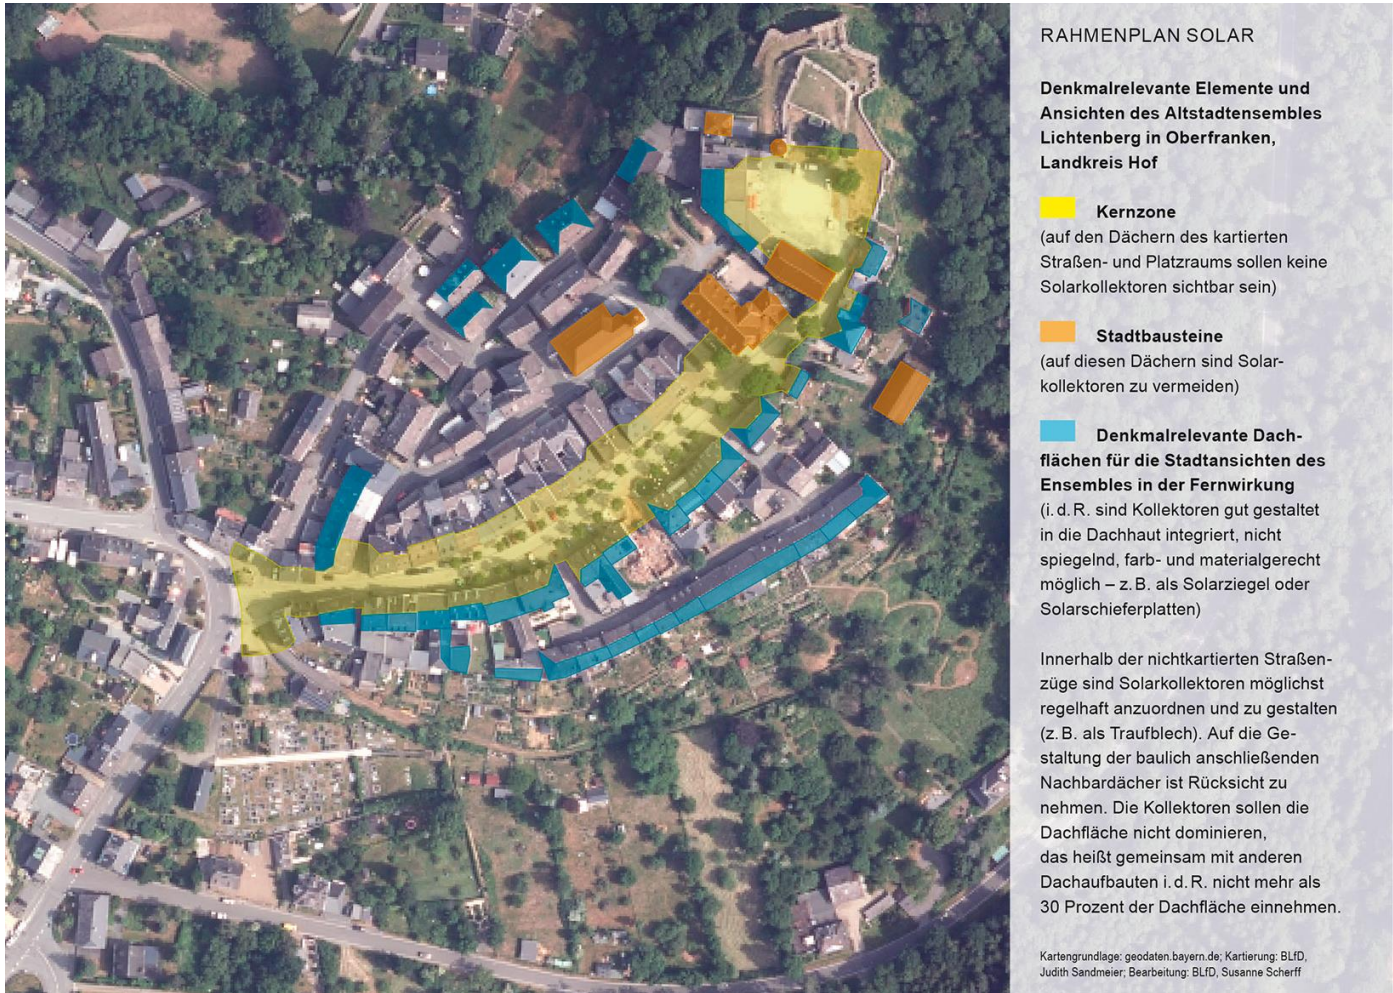 RAHMENPLAN SOLAR
Denkmalrelevante Elemente und
Ansichten des Altstadtensembles
Lichtenberg in Oberfranken,
Landkreis Hof
Kernzone
(auf den Dächern des kartierten
Straßen- und Platzraums sollen keine
Solarkollektoren sichtbar sein)
Stadtbausteine
(auf diesen Dächern sind Solar-
kollektoren zu vermeiden)
Denkmalrelevante Dach-
flächen für die Stadtansichten des
Ensembles in der Fernwirkung
(i. d. R. sind Kollektoren gut gestaltet
in die Dachhaut integriert, nicht
spiegelnd, farb- und materialgerecht
möglich – z. B. als Solarziegel oder
Solarschieferplatten)
Innerhalb der nichtkartierten Straßen-
züge sind Solarkollektoren möglichst
regelhaft anzuordnen und zu gestalten
(z. B. als Traufblech). Auf die Ge-
staltung der baulich anschließenden
Nachbardächer ist Rücksicht zu
nehmen. Die Kollektoren sollen die
Dachfläche nicht dominieren,
das heißt gemeinsam mit anderen
Dachaufbauten i. d. R. nicht mehr als
30 Prozent der Dachfläche einnehmen.
Kartengrundlage: geodaten.bayern.de; Kartierung: BLfD,
Judith Sandmeier; Bearbeitung: BLfD, Susanne Scherff